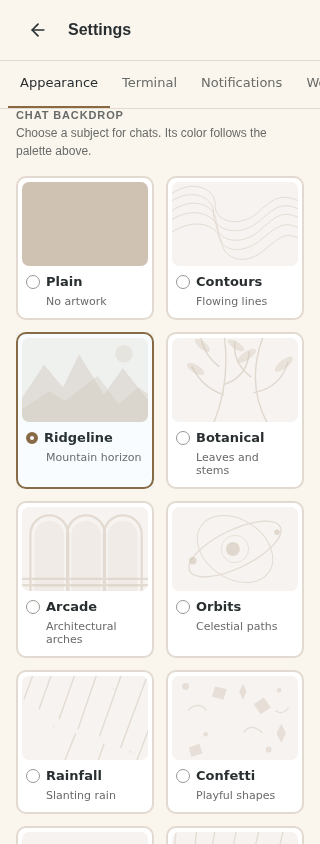 Settings
Appearance Terminal Notifications
CHAT BACKDROP
Choose a subject for chats. Its color follows the
palette above.
Plain
No artwork
Contours
Flowing lines
Ridgeline
Mountain horizon
Botanical
Leaves and
stems
Arcade
Architectural
arches
Orbits
Celestial paths
Rainfall
Slanting rain
Confetti
Playful shapes